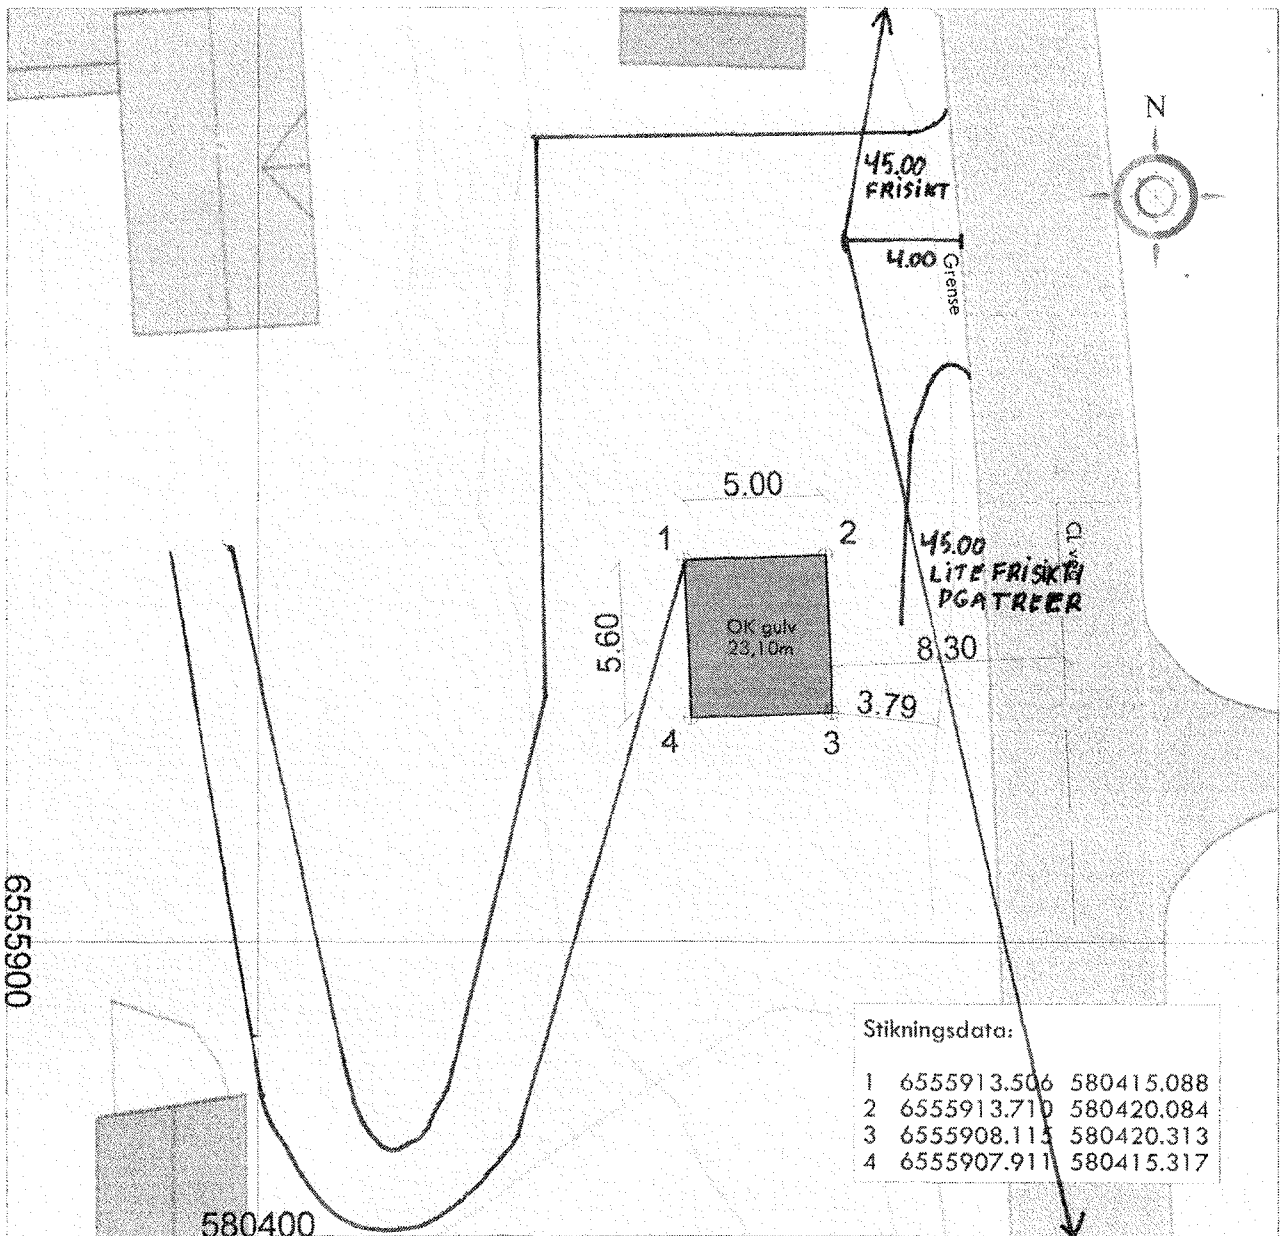 N
45.00
FRISIKT
4.00
Grense
5.00
1
2
45.00
LITE FRISIKT
PGA TREER
OK gulv
23,10m
5.60
8.30
3.79
4
3
6555900
Stikningsdata:
1 6555913.506 580415.088
2 6555913.710 580420.084
3 6555908.115 580420.313
4 6555907.911 580415.317
580400